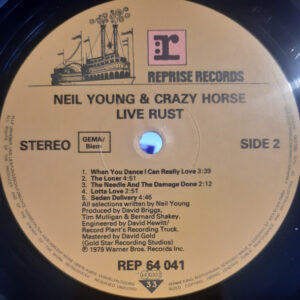 r
REPRISE RECORDS
NEIL YOUNG & CRAZY HORSE
LIVE RUST
STEREO
GEMA/
Biem
SIDE 2
1. When You Dance I Can Really Love 3:39
2. The Loner 4:51
3. The Needle And The Damage Done 2:12
4. Lotta Love 2:51
5. Sedan Delivery 4:46
All selections written by Neil Young
Produced by David Briggs,
Tim Mulligan & Bernard Shakey.
Engineered by David Hewitt/
Record Plant's Recording Truck.
Mastered by David Gold
(Gold Star Recording Studios)
℗ 1979 Warner Bros. Records Inc.
REP 64 041
33